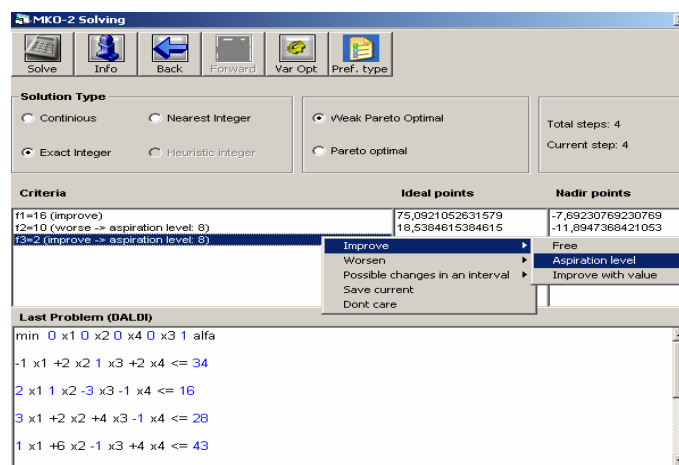 MKO-2 Solving
Solve Info Back Forward Var Opt Pref. type
Solution Type
Continious Nearest Integer Weak Pareto Optimal
Total steps: 4
Exact Integer Heuristic integer Pareto optimal
Current step: 4
Criteria Ideal points Nadir points
f1=16 (improve) 75,0921052631579 -7,69230769230769
f2=10 (worse -> aspiration level: 8) 18,5384615384615 -11,8947368421053
f3=2 (improve -> aspiration level: 8)
Improve Free
Worsen Aspiration level
Possible changes in an interval Improve with value
Save current
Dont care
Last Problem (DALDI)
min 0 x1 0 x2 0 x4 0 x3 1 alfa
-1 x1 +2 x2 1 x3 +2 x4 <= 34
2 x1 1 x2 -3 x3 -1 x4 <= 16
3 x1 +2 x2 +4 x3 -1 x4 <= 28
1 x1 +6 x2 -1 x3 +4 x4 <= 43